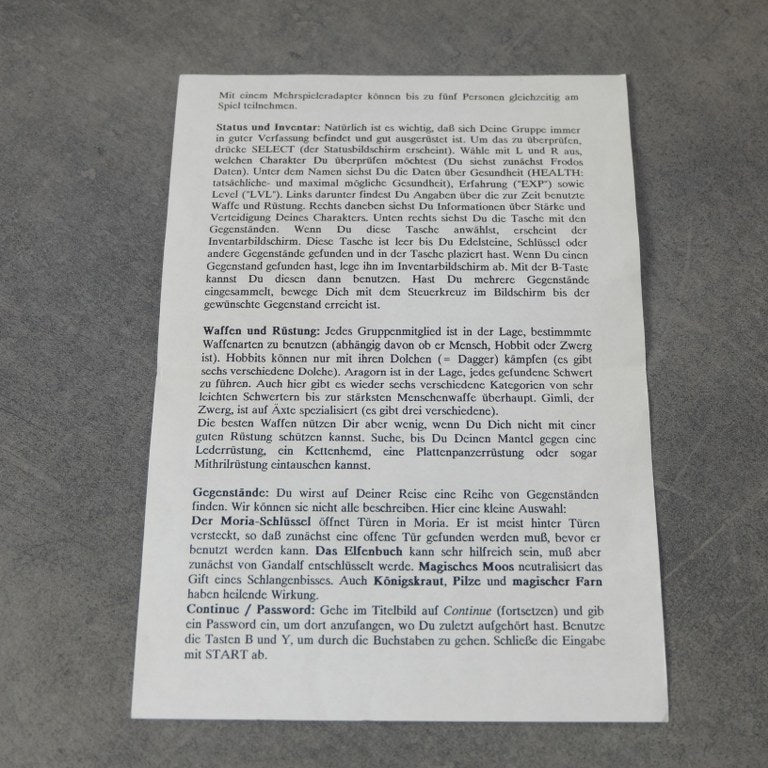 Mit einem Mehrspieleradapter können bis zu fünf Personen gleichzeitig am
Spiel teilnehmen.
Status und Inventar: Natürlich ist es wichtig, daß sich Deine Gruppe immer
in guter Verfassung befindet und gut ausgerüstet ist. Um das zu überprüfen,
drücke SELECT (der Statusbildschirm erscheint). Wähle mit L und R aus,
welchen Charakter Du überprüfen möchtest (Du siehst zunächst Frodos
Daten). Unter dem Namen siehst Du die Daten über Gesundheit (HEALTH:
tatsächliche- und maximal mögliche Gesundheit), Erfahrung ("EXP") sowie
Level ("LVL"). Links darunter findest Du Angaben über die zur Zeit benutzte
Waffe und Rüstung. Rechts daneben siehst Du Informationen über Stärke und
Verteidigung Deines Charakters. Unten rechts siehst Du die Tasche mit den
Gegenständen. Wenn Du diese Tasche anwählst, erscheint der
Inventarbildschirm. Diese Tasche ist leer bis Du Edelsteine, Schlüssel oder
andere Gegenstände gefunden und in der Tasche plaziert hast. Wenn Du einen
Gegenstand gefunden hast, lege ihn im Inventarbildschirm ab. Mit der B-Taste
kannst Du diesen dann benutzen. Hast Du mehrere Gegenstände
eingesammelt, bewege Dich mit dem Steuerkreuz im Bildschirm bis der
gewünschte Gegenstand erreicht ist.
Waffen und Rüstung: Jedes Gruppenmitglied ist in der Lage, bestimmmte
Waffenarten zu benutzen (abhängig davon ob er Mensch, Hobbit oder Zwerg
ist). Hobbits können nur mit ihren Dolchen (= Dagger) kämpfen (es gibt
sechs verschiedene Dolche). Aragorn ist in der Lage, jedes gefundene Schwert
zu führen. Auch hier gibt es wieder sechs verschiedene Kategorien von sehr
leichten Schwertern bis zur stärksten Menschenwaffe überhaupt. Gimli, der
Zwerg, ist auf Äxte spezialisiert (es gibt drei verschiedene).
Die besten Waffen nützen Dir aber wenig, wenn Du Dich nicht mit einer
guten Rüstung schützen kannst. Suche, bis Du Deinen Mantel gegen eine
Lederrüstung, ein Kettenhemd, eine Plattenpanzerrüstung oder sogar
Mithrilrüstung eintauschen kannst.
Gegenstände: Du wirst auf Deiner Reise eine Reihe von Gegenständen
finden. Wir können sie nicht alle beschreiben. Hier eine kleine Auswahl:
Der Moria-Schlüssel öffnet Türen in Moria. Er ist meist hinter Türen
versteckt, so daß zunächst eine offene Tür gefunden werden muß, bevor er
benutzt werden kann. Das Elfenbuch kann sehr hilfreich sein, muß aber
zunächst von Gandalf entschlüsselt werde. Magisches Moos neutralisiert das
Gift eines Schlangenbisses. Auch Königskraut, Pilze und magischer Farn
haben heilende Wirkung.
Continue / Password: Gehe im Titelbild auf Continue (fortsetzen) und gib
ein Password ein, um dort anzufangen, wo Du zuletzt aufgehört hast. Benutze
die Tasten B und Y, um durch die Buchstaben zu gehen. Schließe die Eingabe
mit START ab.